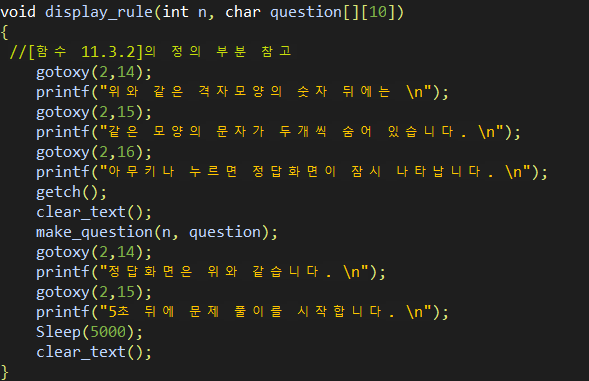 void display_rule(int n, char question[][10])
{
 //[함수 11.3.2]의 정의 부분 참고
    gotoxy(2,14);
    printf("위와 같은 격자모양의 숫자 뒤에는 \n");
    gotoxy(2,15);
    printf("같은 모양의 문자가 두개씩 숨어 있습니다. \n");
    gotoxy(2,16);
    printf("아무키나 누르면 정답화면이 잠시 나타납니다. \n");
    getch();
    clear_text();
    make_question(n, question);
    gotoxy(2,14);
    printf("정답화면은 위와 같습니다. \n");
    gotoxy(2,15);
    printf("5초 뒤에 문제 풀이를 시작합니다. \n");
    Sleep(5000);
    clear_text();
}